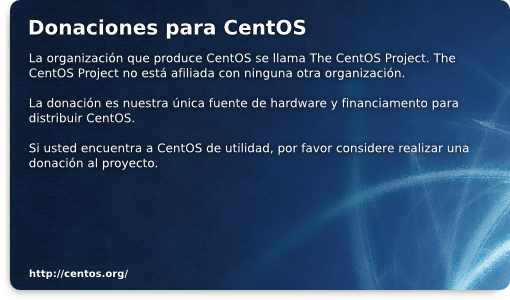 Donaciones para CentOS
La organización que produce CentOS se llama The CentOS Project. The
CentOS Project no está afiliada con ninguna otra organización.
La donación es nuestra única fuente de hardware y financiamiento para
distribuir CentOS.
Si usted encuentra a CentOS de utilidad, por favor considere realizar una
donación al proyecto.
http://centos.org/